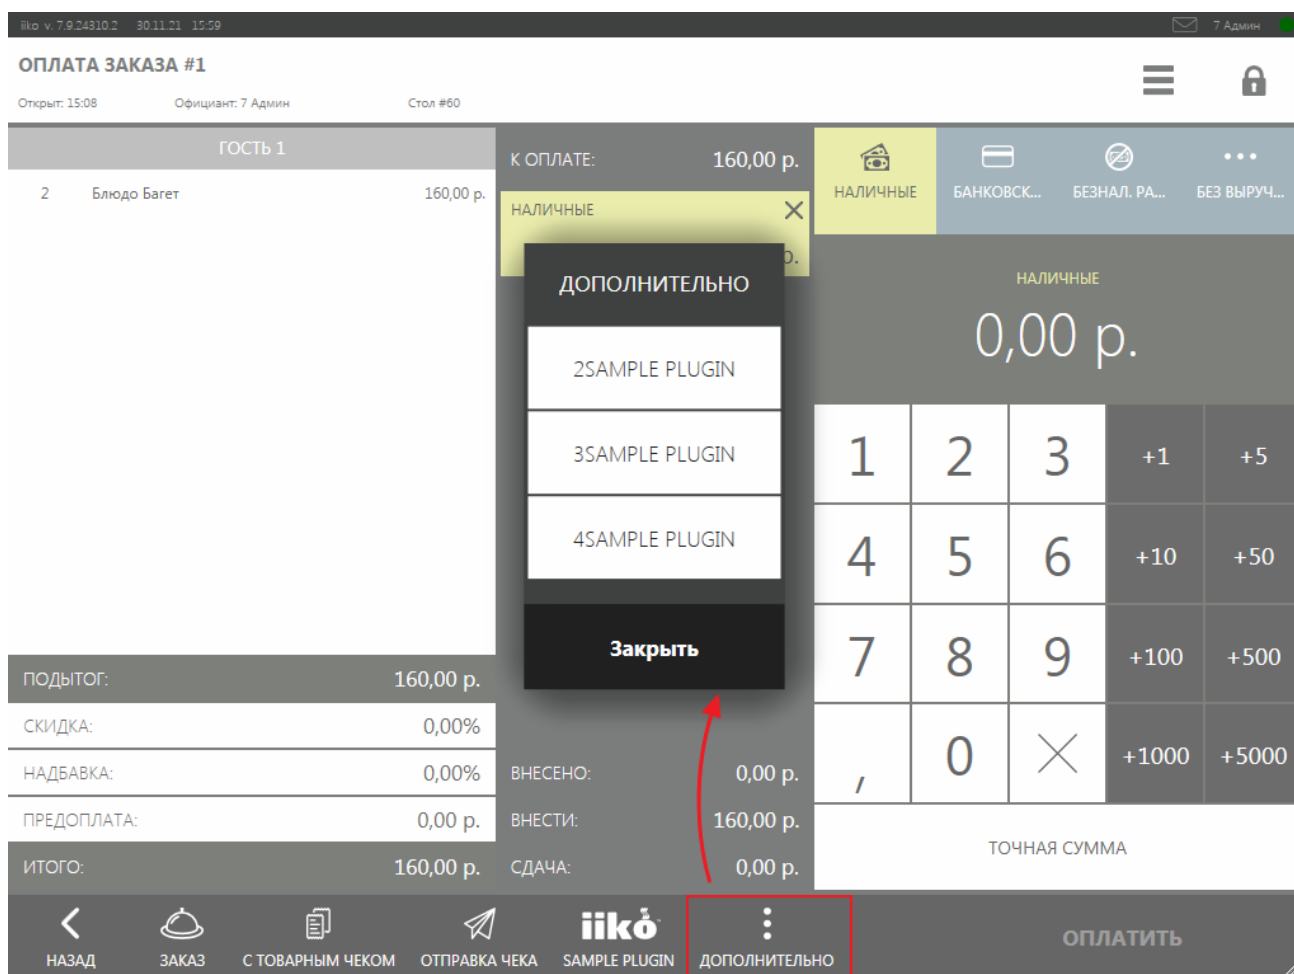 iiko v. 7.9.24310.2 30.11.21 15:59 7 Админ
ОПЛАТА ЗАКАЗА #1
Открыт: 15:08 Официант: 7 Админ Стол #60
ГОСТЬ 1
2 Блюдо Багет 160,00 р.
ПОДЫТОГ: 160,00 р.
СКИДКА: 0,00%
НАДБАВКА: 0,00%
ПРЕДОПЛАТА: 0,00 р.
ИТОГО: 160,00 р.
К ОПЛАТЕ: 160,00 р.
НАЛИЧНЫЕ
р.
ДОПОЛНИТЕЛЬНО
2SAMPLE PLUGIN
3SAMPLE PLUGIN
4SAMPLE PLUGIN
Закрыть
ВНЕСЕНО: 0,00 р.
ВНЕСТИ: 160,00 р.
СДАЧА: 0,00 р.
НАЛИЧНЫЕ БАНКОВСК... БЕЗНАЛ. РА... БЕЗ ВЫРУЧ...
НАЛИЧНЫЕ
0,00 р.
1 2 3 +1 +5
4 5 6 +10 +50
7 8 9 +100 +500
, 0 +1000 +5000
ТОЧНАЯ СУММА
iiko
НАЗАД ЗАКАЗ С ТОВАРНЫМ ЧЕКОМ ОТПРАВКА ЧЕКА SAMPLE PLUGIN ДОПОЛНИТЕЛЬНО
ОПЛАТИТЬ